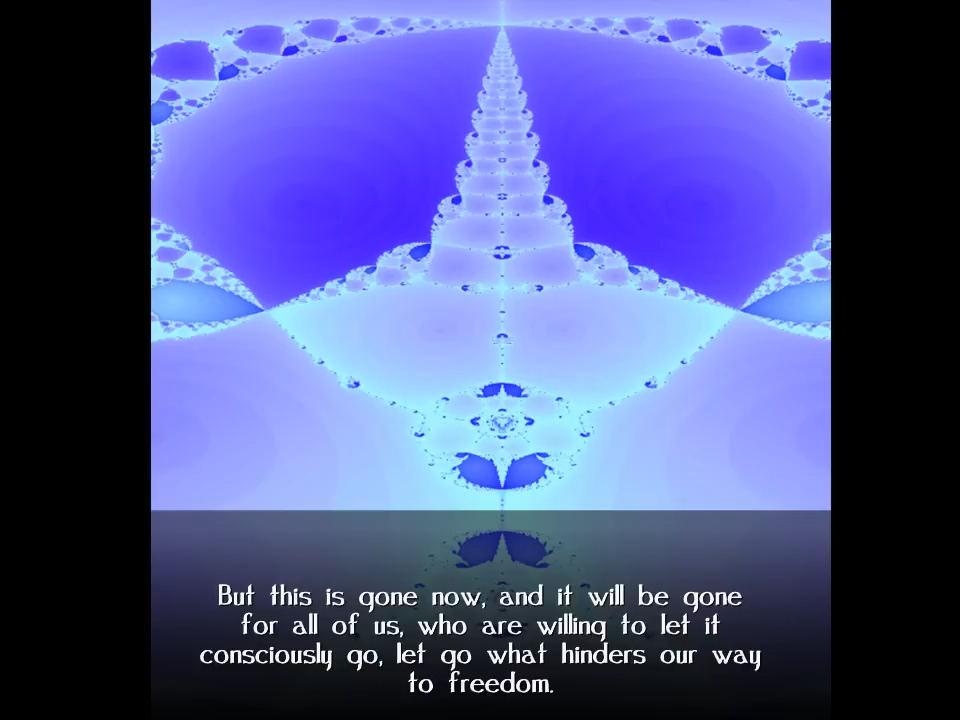 But this is gone now, and it will be gone
for all of us, who are willing to let it
consciously go, let go what hinders our way
to freedom.